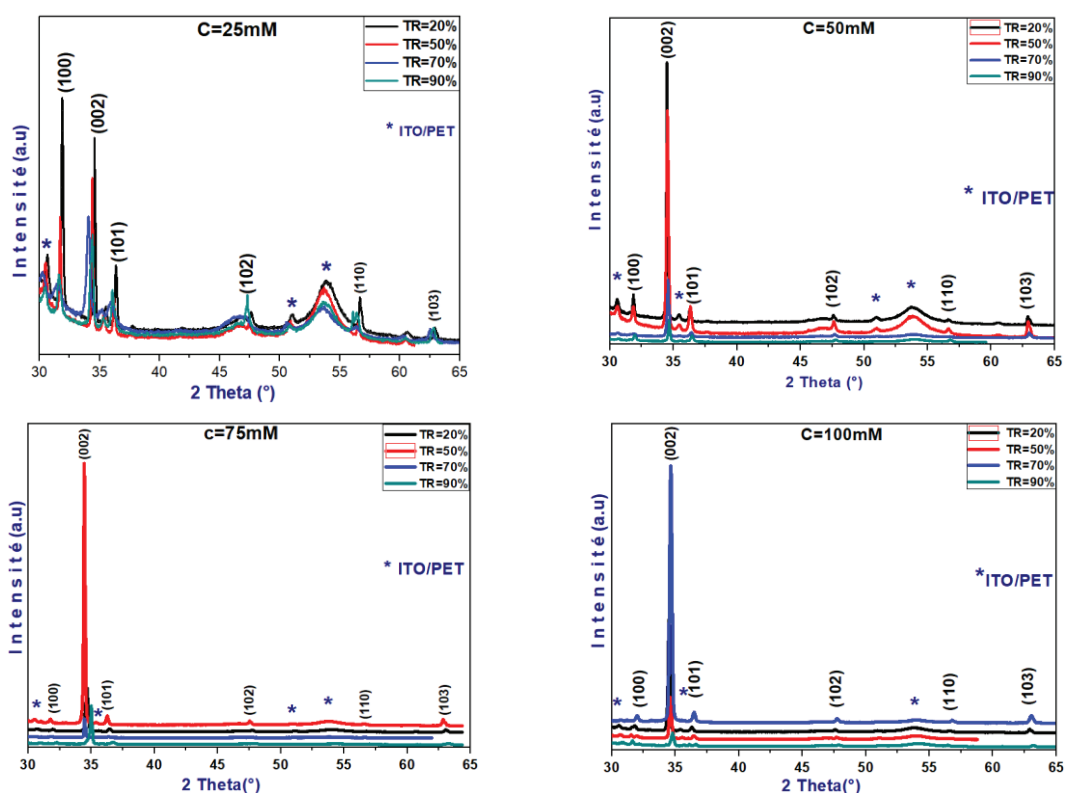 C=25mM
TR=20%
TR=50%
TR=70%
TR=90%
* ITO/PET
(100)
(002)
(101)
(102)
(110)
(103)
*
*
*
Intensité (a.u)
30 35 40 45 50 55 60 65
2 Theta (°)
C=50mM
TR=20%
TR=50%
TR=70%
TR=90%
* ITO/PET
(002)
(100)
(101)
(102)
(110)
(103)
*
*
*
*
Intensité (a.u)
30 35 40 45 50 55 60 65
2 Theta (°)
c=75mM
TR=20%
TR=50%
TR=70%
TR=90%
* ITO/PET
(002)
(100)
(101)
(102)
(110)
(103)
*
*
*
*
Intensité (a.u)
30 35 40 45 50 55 60 65
2 Theta(°)
C=100mM
TR=20%
TR=50%
TR=70%
TR=90%
*ITO/PET
(002)
(100)
(101)
(102)
(110)
(103)
*
*
*
Intensité (a.u)
30 35 40 45 50 55 60 65
2 Theta(°)